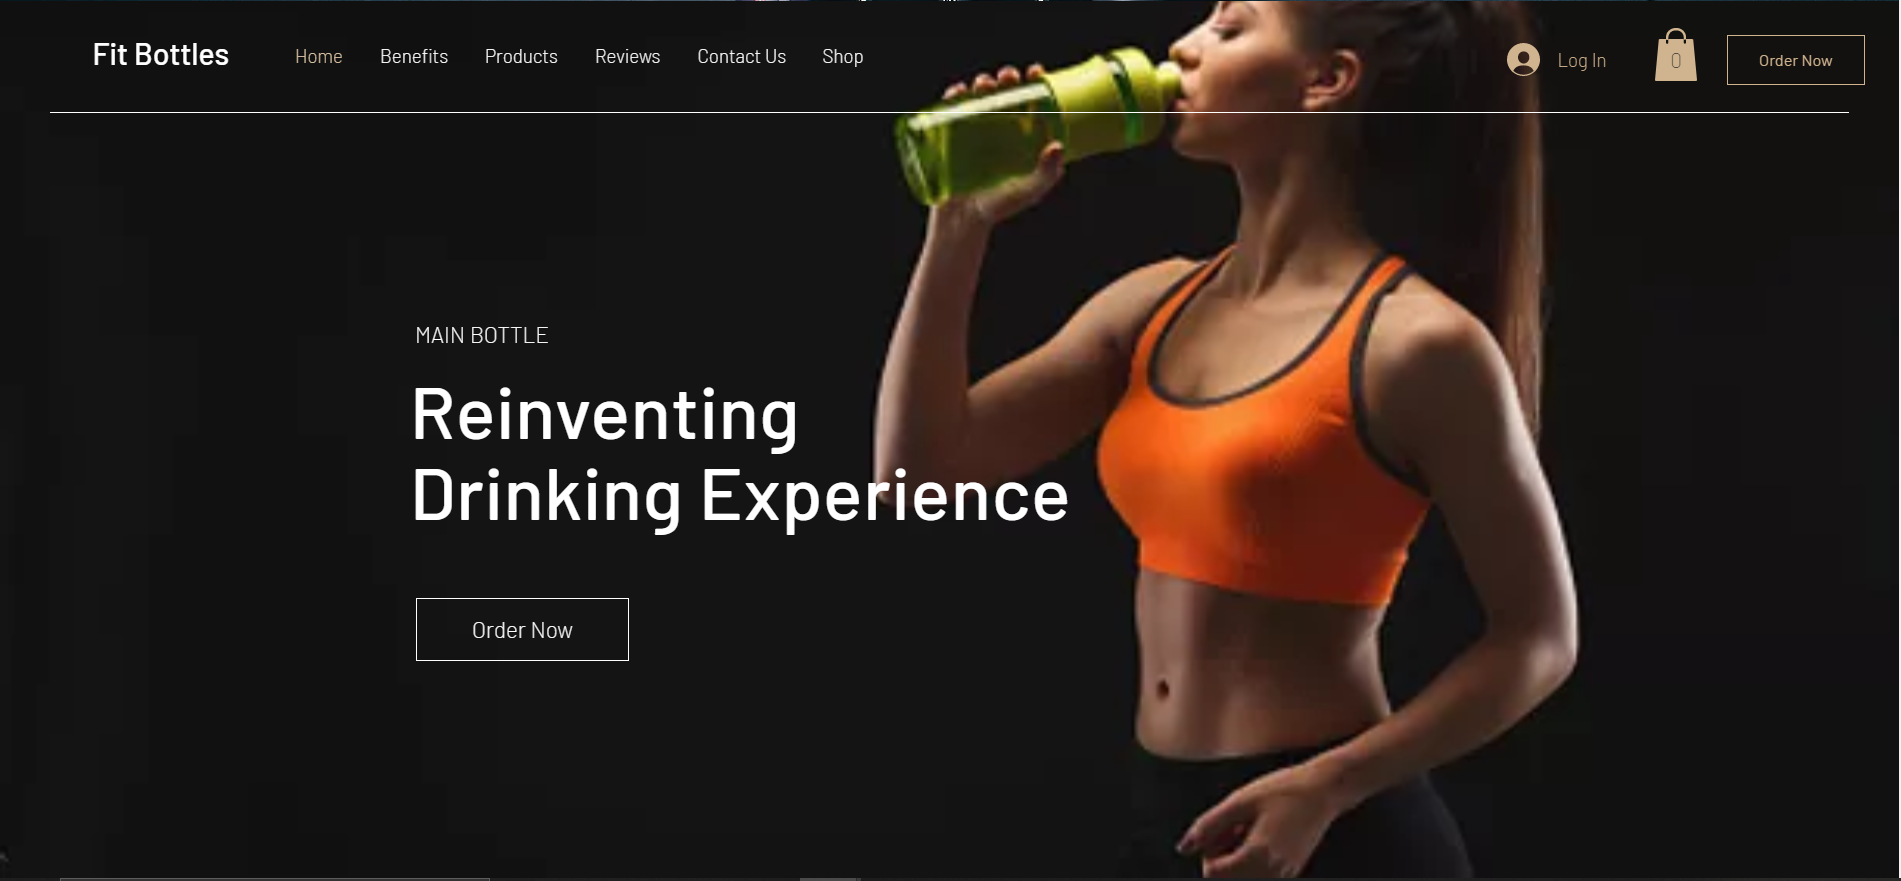 Fit Bottles
Home Benefits Products Reviews Contact Us Shop
Log In
0
Order Now
MAIN BOTTLE
Reinventing
Drinking Experience
Order Now